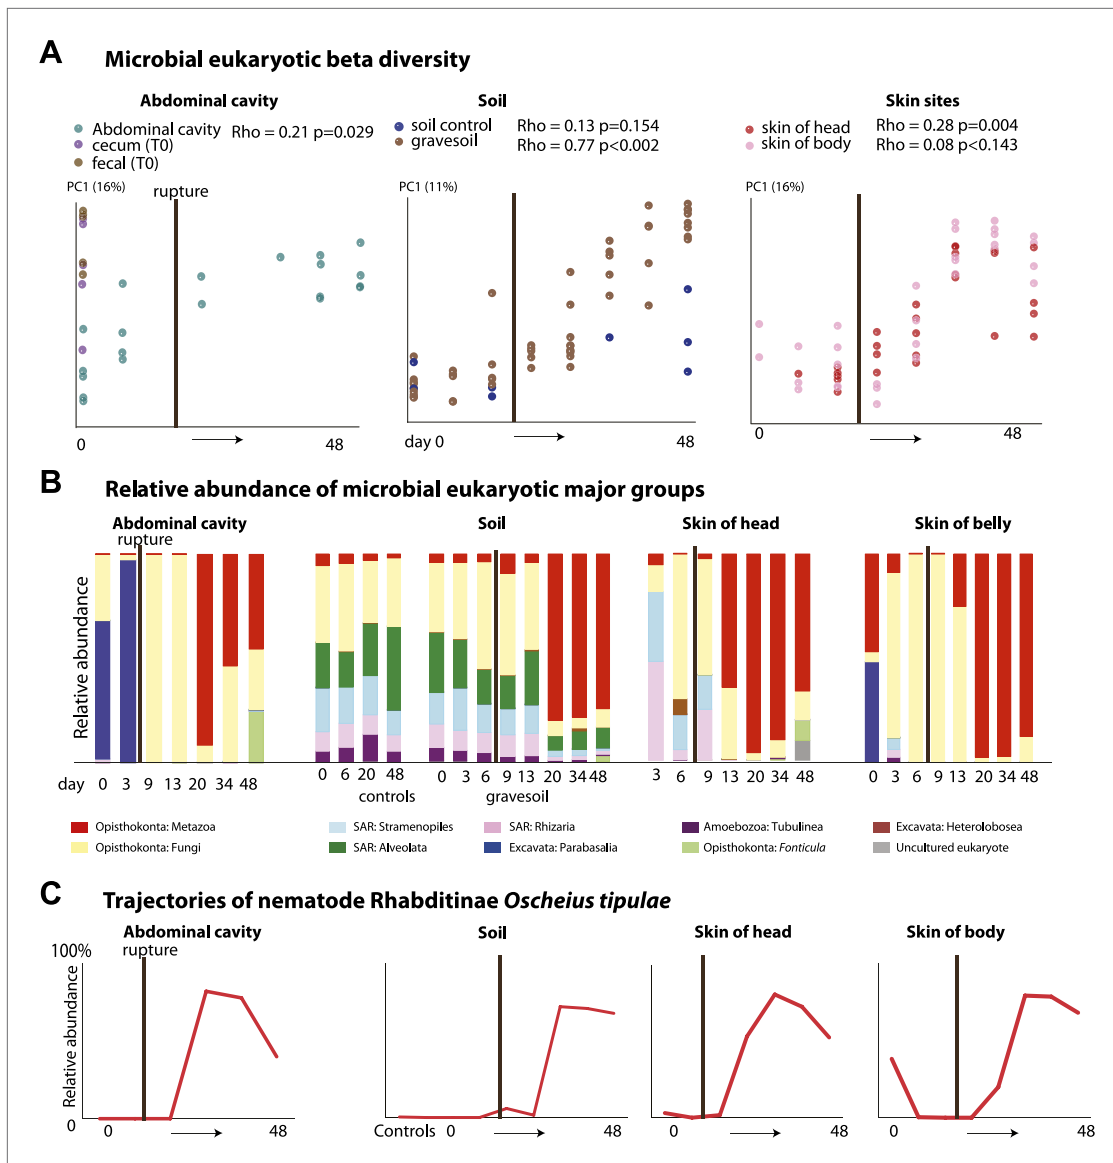 A Microbial eukaryotic beta diversity
Abdominal cavity
Abdominal cavity Rho = 0.21 p=0.029
cecum (T0)
fecal (T0)
PC1 (16%)
rupture
0 48
Soil
soil control Rho = 0.13 p=0.154
gravesoil Rho = 0.77 p<0.002
PC1 (11%)
day 0 48
Skin sites
skin of head Rho = 0.28 p=0.004
skin of body Rho = 0.08 p<0.143
PC1 (16%)
0 48
B Relative abundance of microbial eukaryotic major groups
Abdominal cavity Soil Skin of head Skin of belly
rupture
Relative abundance
day 0 3 9 13 20 34 48
0 6 20 48 0 3 6 9 13 20 34 48
controls gravesoil
3 6 9 13 20 34 48
0 3 6 9 13 20 34 48
Opisthokonta: Metazoa SAR: Stramenopiles SAR: Rhizaria Amoebozoa: Tubulinea Excavata: Heterolobosea
Opisthokonta: Fungi SAR: Alveolata Excavata: Parabasalia Opisthokonta: Fonticula Uncultured eukaryote
C Trajectories of nematode Rhabditinae Oscheius tipulae
Abdominal cavity Soil Skin of head Skin of body
100%
rupture
Relative abundance
0
0 48
Controls 0 48
0 48
0 48